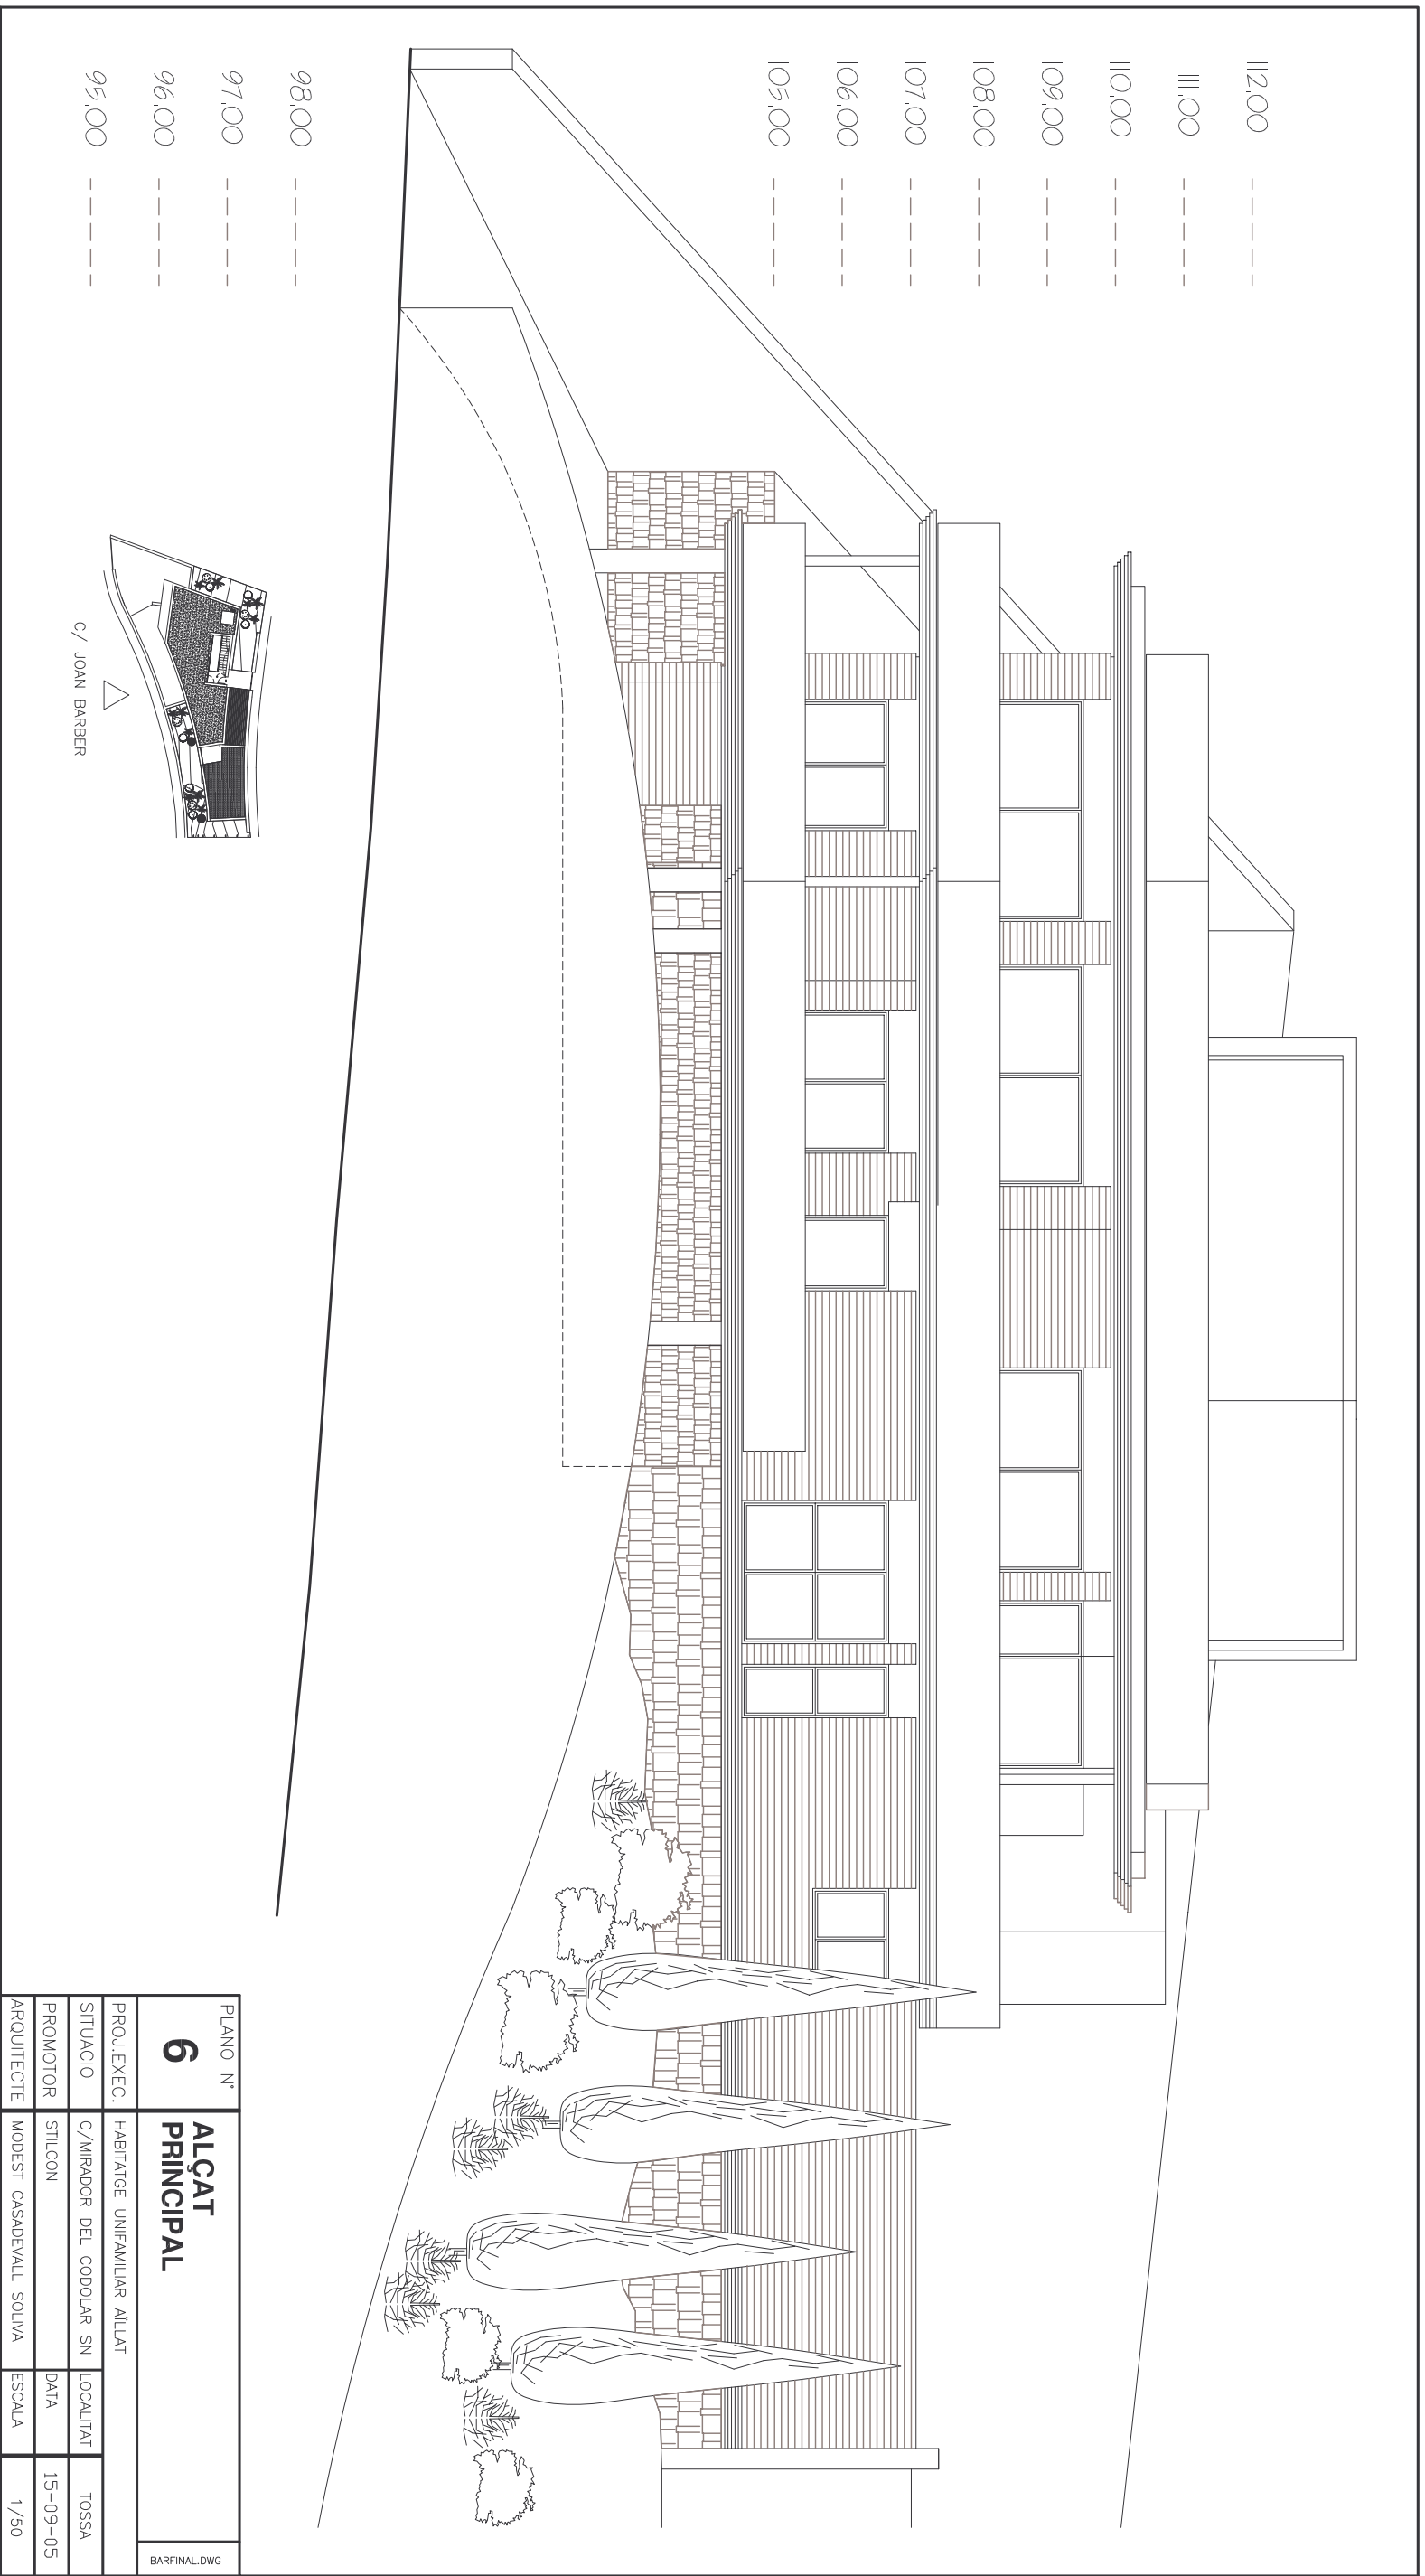 112,00
111,00
110,00
109,00
108,00
107,00
106,00
105,00
98,00
97,00
96,00
95,00
C/ JOAN BARBER
PLANO Nº
6
ALÇAT
PRINCIPAL
BARFINAL.DWG
PROJ.EXEC. HABITATGE UNIFAMILIAR AÏLLAT
SITUACIO C/MIRADOR DEL CODOLAR SN LOCALITAT TOSSA
PROMOTOR STILCON DATA 15-09-05
ARQUITECTE MODEST CASADEVALL SOLIVA ESCALA 1/50